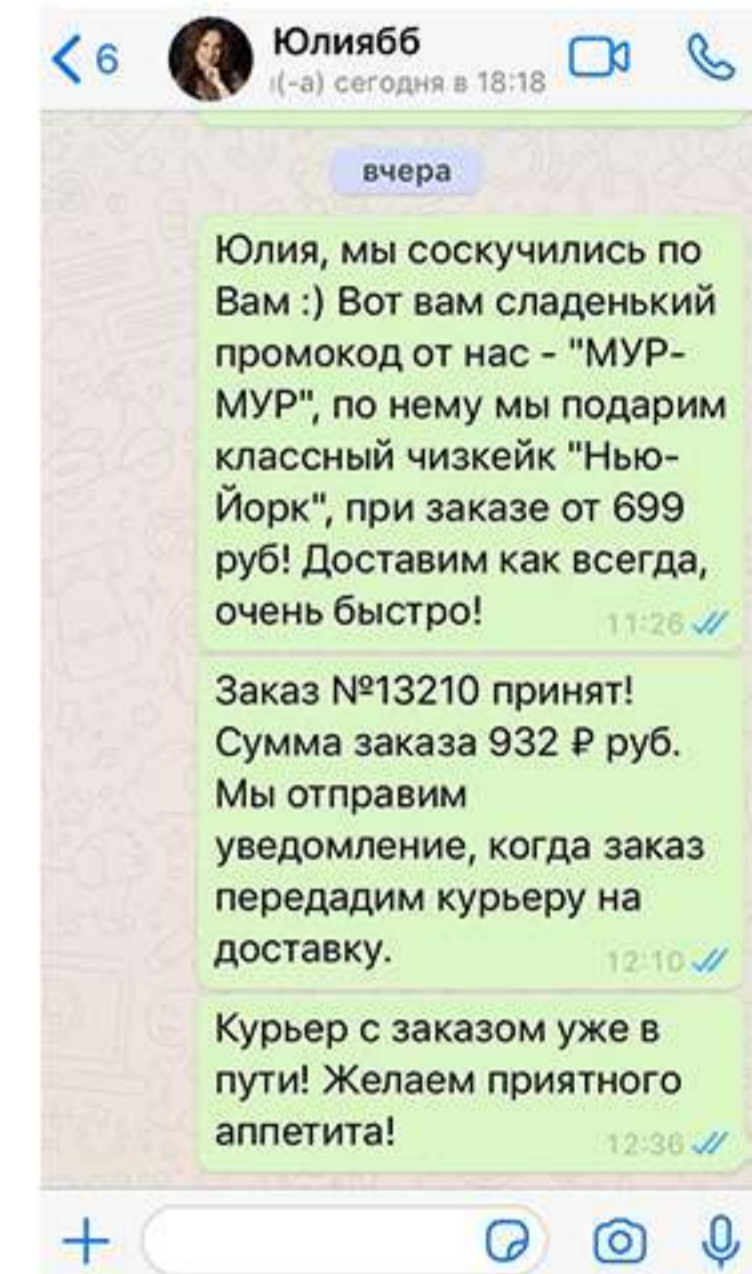 6
Юлиябб
(-а) сегодня в 18:18
вчера
Юлия, мы соскучились по
Вам :) Вот вам сладенький
промокод от нас - "МУР-
МУР", по нему мы подарим
классный чизкейк "Нью-
Йорк", при заказе от 699
руб! Доставим как всегда,
очень быстро!
11:26
Заказ №13210 принят!
Сумма заказа 932 ₽ руб.
Мы отправим
уведомление, когда заказ
передадим курьеру на
доставку.
12:10
Курьер с заказом уже в
пути! Желаем приятного
аппетита!
12:36